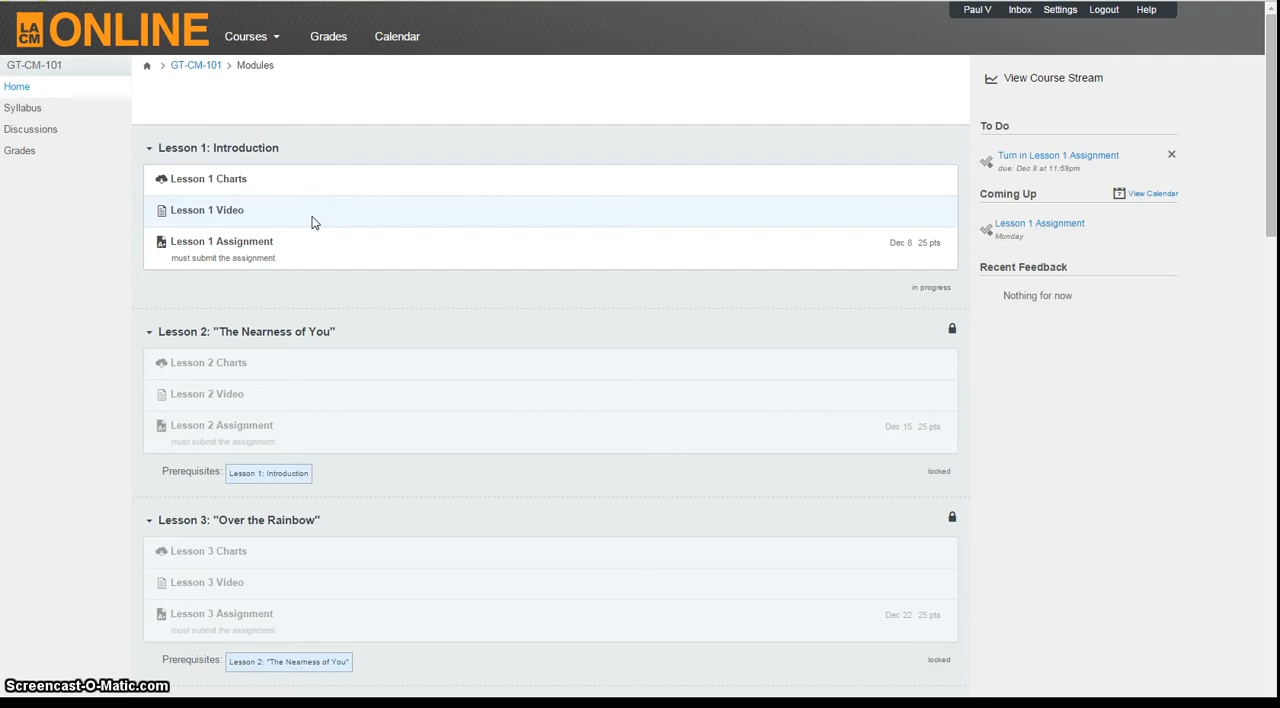 Paul V Inbox Settings Logout Help
LA CM ONLINE Courses Grades Calendar
GT-CM-101
Home
Syllabus
Discussions
Grades
> GT-CM-101 > Modules
Lesson 1: Introduction
Lesson 1 Charts
Lesson 1 Video
Lesson 1 Assignment Dec 8 25 pts
must submit the assignment
in progress
Lesson 2: "The Nearness of You"
Lesson 2 Charts
Lesson 2 Video
Lesson 2 Assignment Dec 15 25 pts
must submit the assignment
Prerequisites: Lesson 1: Introduction locked
Lesson 3: "Over the Rainbow"
Lesson 3 Charts
Lesson 3 Video
Lesson 3 Assignment Dec 22 25 pts
must submit the assignment
Prerequisites: Lesson 2: "The Nearness of You" locked
View Course Stream
To Do
Turn in Lesson 1 Assignment
due: Dec 8 at 11:59pm
Coming Up 7 View Calendar
Lesson 1 Assignment
Monday
Recent Feedback
Nothing for now
Screencast-O-Matic.com